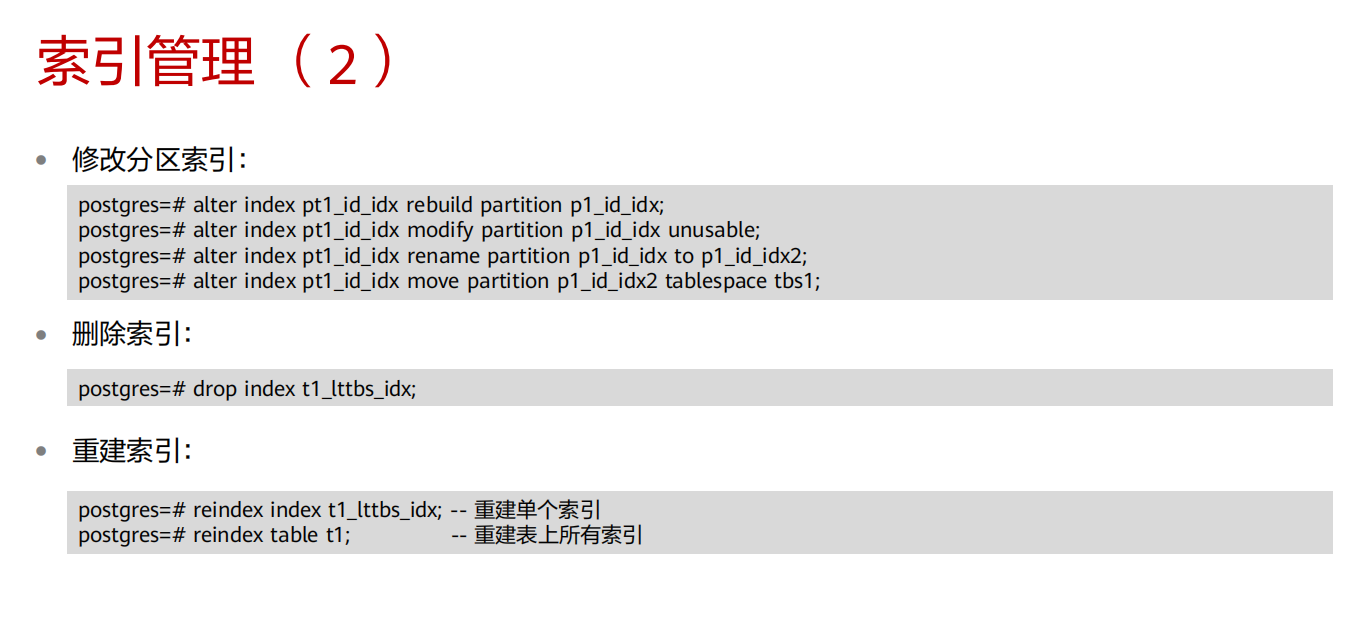 索引管理（2）
修改分区索引：
postgres=# alter index pt1_id_idx rebuild partition p1_id_idx;
postgres=# alter index pt1_id_idx modify partition p1_id_idx unusable;
postgres=# alter index pt1_id_idx rename partition p1_id_idx to p1_id_idx2;
postgres=# alter index pt1_id_idx move partition p1_id_idx2 tablespace tbs1;
删除索引：
postgres=# drop index t1_lttbs_idx;
重建索引：
postgres=# reindex index t1_lttbs_idx; -- 重建单个索引
postgres=# reindex table t1; -- 重建表上所有索引